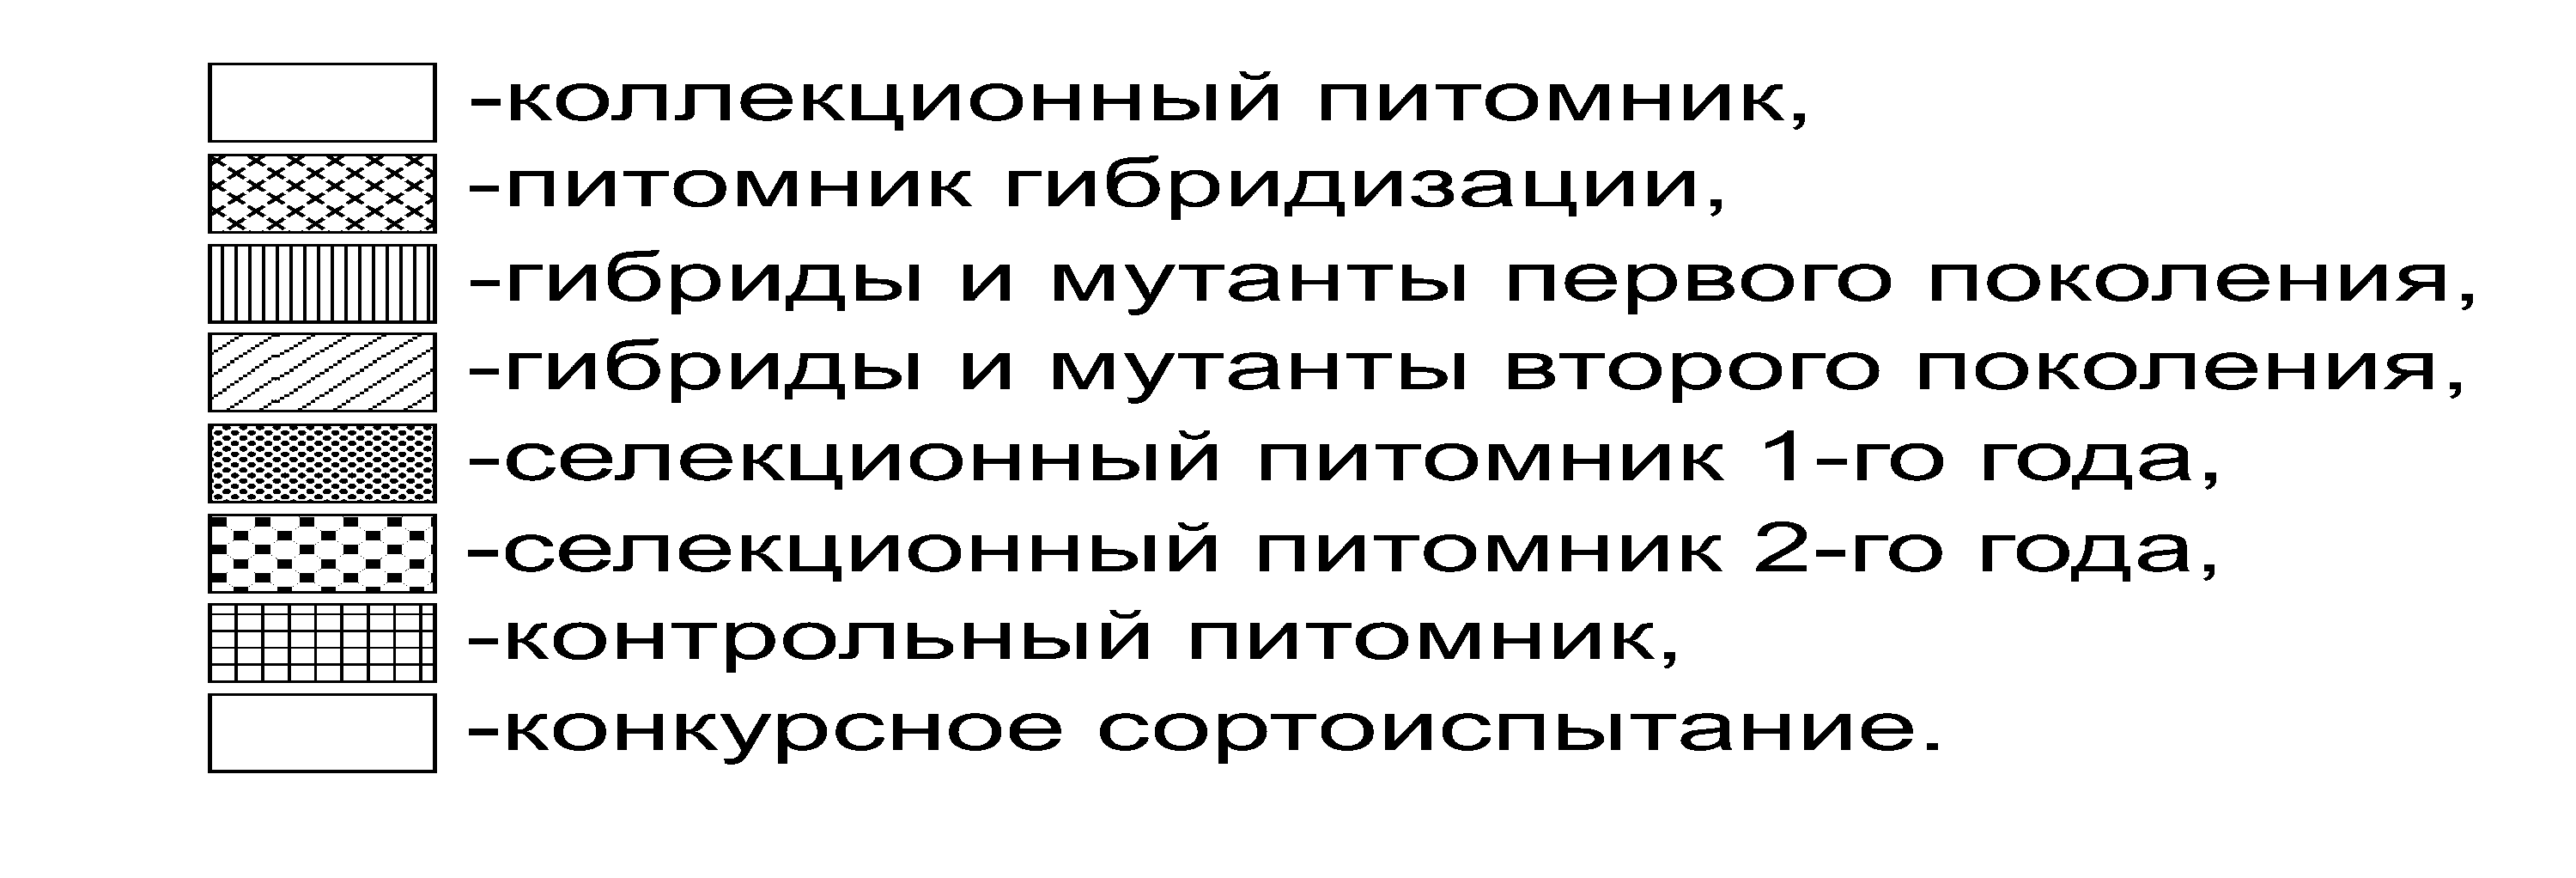 -коллекционный питомник,
-питомник гибридизации,
-гибриды и мутанты первого поколения,
-гибриды и мутанты второго поколения,
-селекционный питомник 1-го года,
-селекционный питомник 2-го года,
-контрольный питомник,
-конкурсное сортоиспытание.